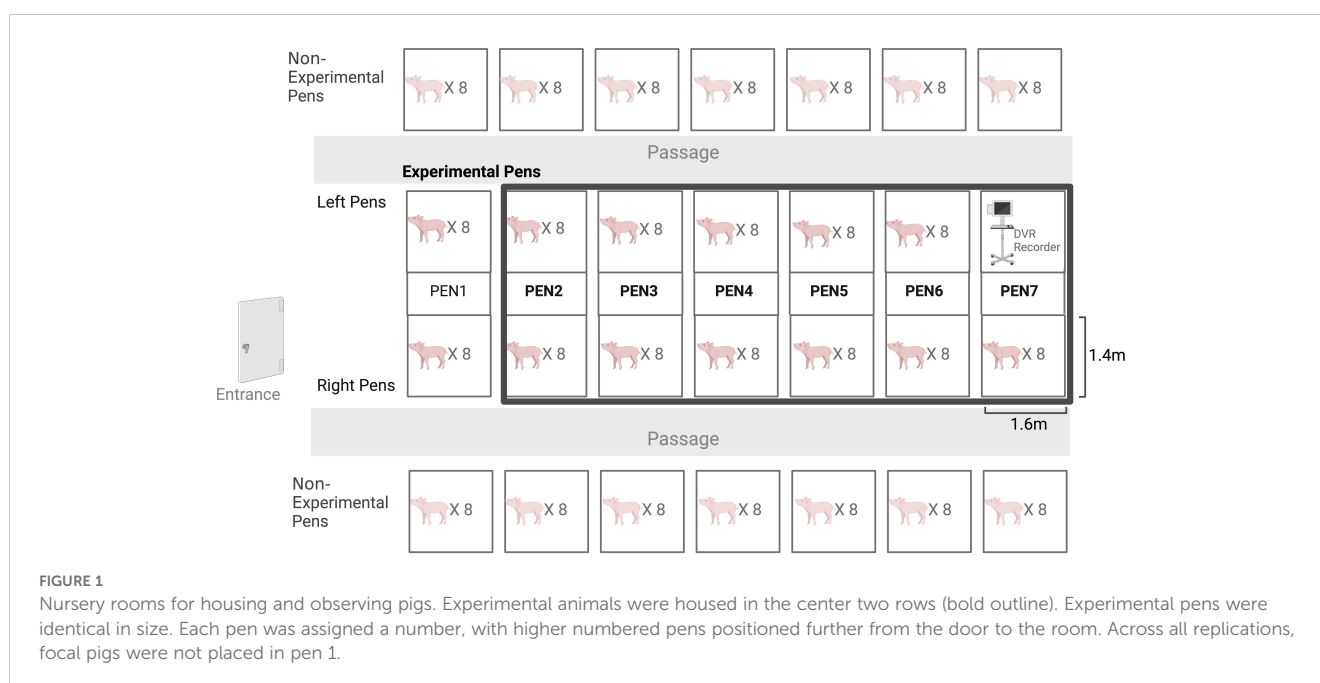 Non-
Experimental
Pens
X 8 X 8 X 8 X 8 X 8 X 8 X 8
Passage
Experimental Pens
Left Pens
X 8 X 8 X 8 X 8 X 8 X 8
DVR
Recorder
PEN1 PEN2 PEN3 PEN4 PEN5 PEN6 PEN7
X 8 X 8 X 8 X 8 X 8 X 8 X 8
1.4m
Right Pens
Entrance
1.6m
Passage
Non-
Experimental
Pens
X 8 X 8 X 8 X 8 X 8 X 8 X 8
FIGURE 1
Nursery rooms for housing and observing pigs. Experimental animals were housed in the center two rows (bold outline). Experimental pens were
identical in size. Each pen was assigned a number, with higher numbered pens positioned further from the door to the room. Across all replications,
focal pigs were not placed in pen 1.